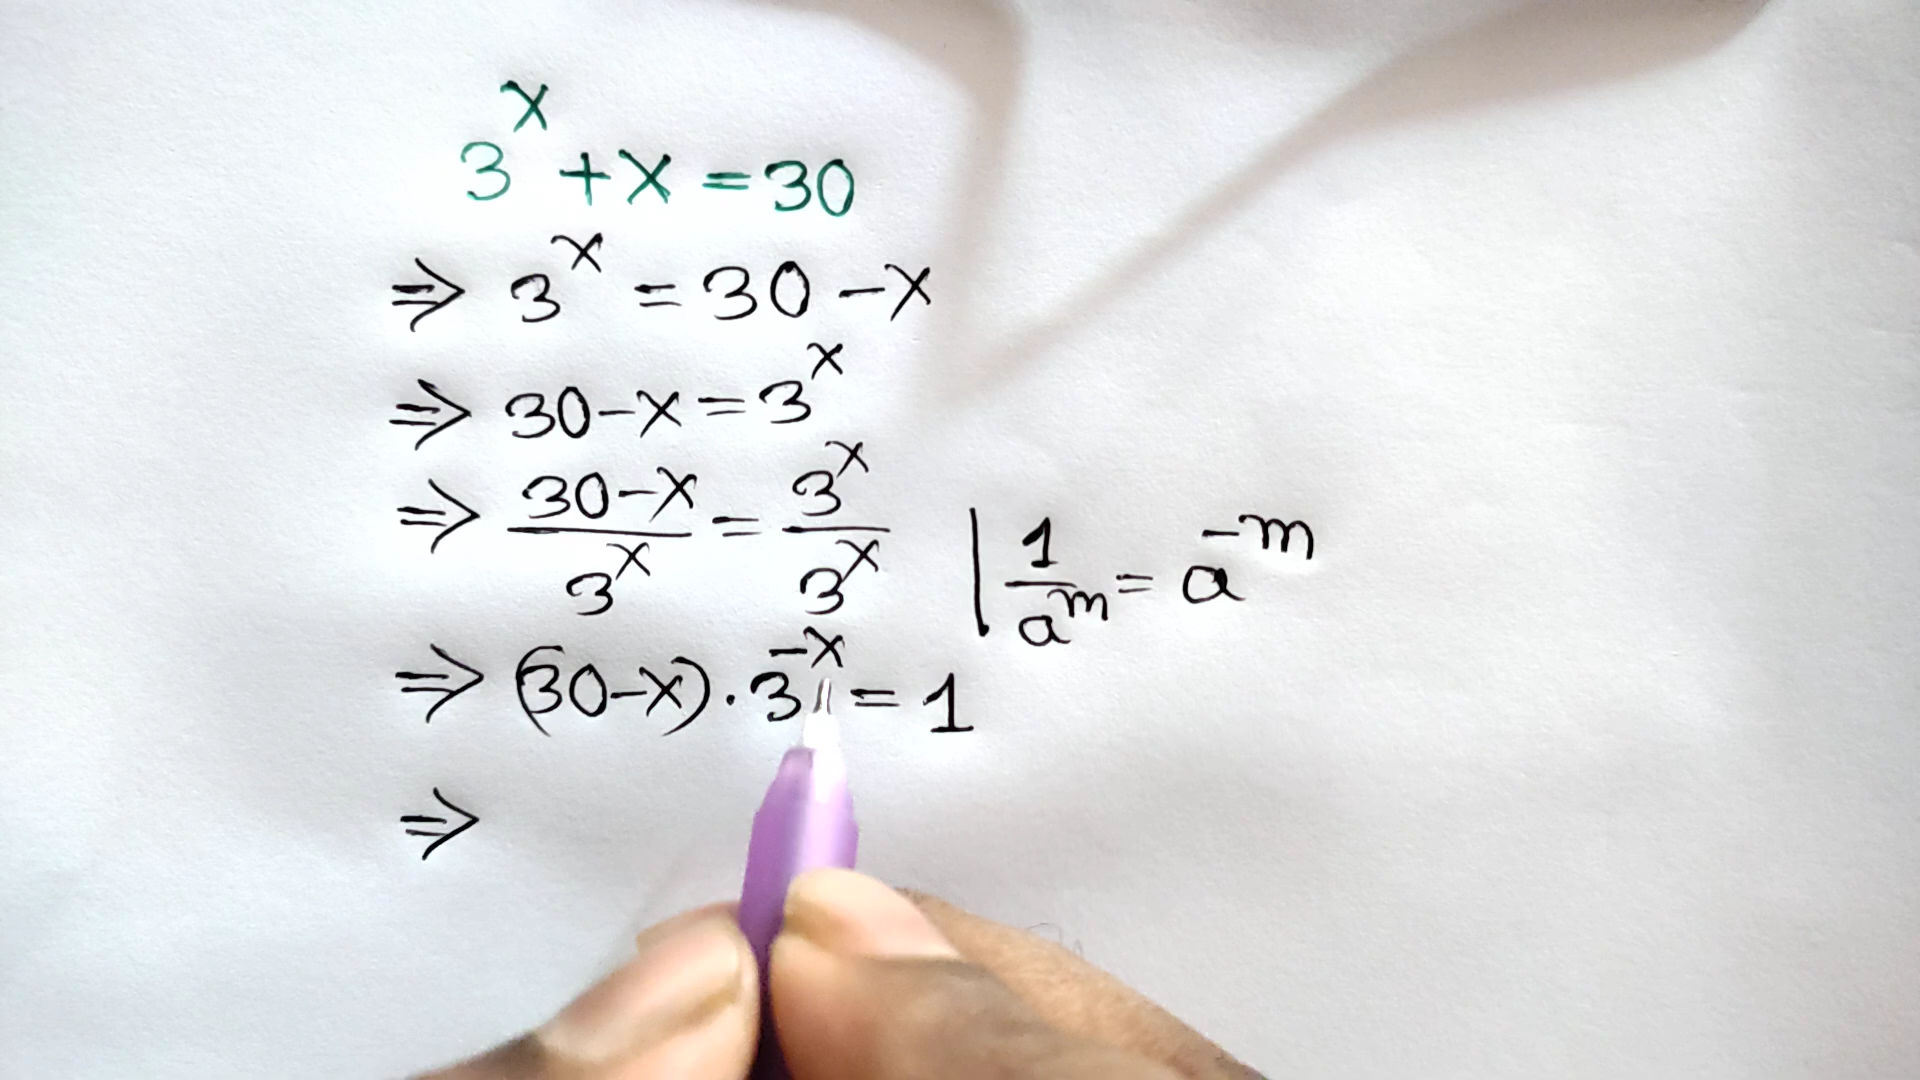 3^x + x = 30
⇒ 3^x = 30 - x
⇒ 30 - x = 3^x
⇒ (30 - x)/3^x = 3^x/3^x | 1/a^m = a^-m
⇒ (30 - x) · 3^-x = 1
⇒